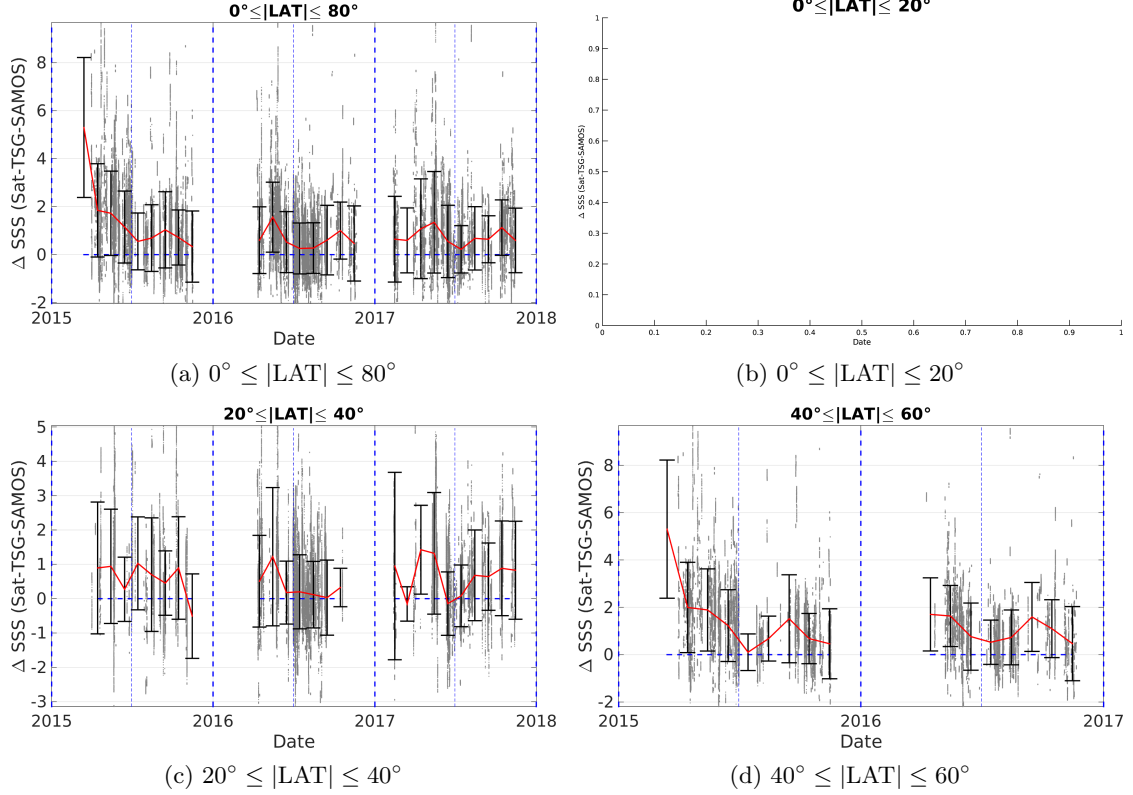 0°≤|LAT|≤ 80°
Δ SSS (Sat-TSG-SAMOS)
8
6
4
2
0
-2
2015 2016 2017 2018
Date
(a) 0° ≤ |LAT| ≤ 80°
0°≤|LAT|≤ 20°
Δ SSS (Sat-TSG-SAMOS)
1
0.9
0.8
0.7
0.6
0.5
0.4
0.3
0.2
0.1
0
0 0.1 0.2 0.3 0.4 0.5 0.6 0.7 0.8 0.9 1
Date
(b) 0° ≤ |LAT| ≤ 20°
20°≤|LAT|≤ 40°
Δ SSS (Sat-TSG-SAMOS)
5
4
3
2
1
0
-1
-2
-3
2015 2016 2017 2018
Date
(c) 20° ≤ |LAT| ≤ 40°
40°≤|LAT|≤ 60°
Δ SSS (Sat-TSG-SAMOS)
8
6
4
2
0
-2
2015 2016 2017
Date
(d) 40° ≤ |LAT| ≤ 60°